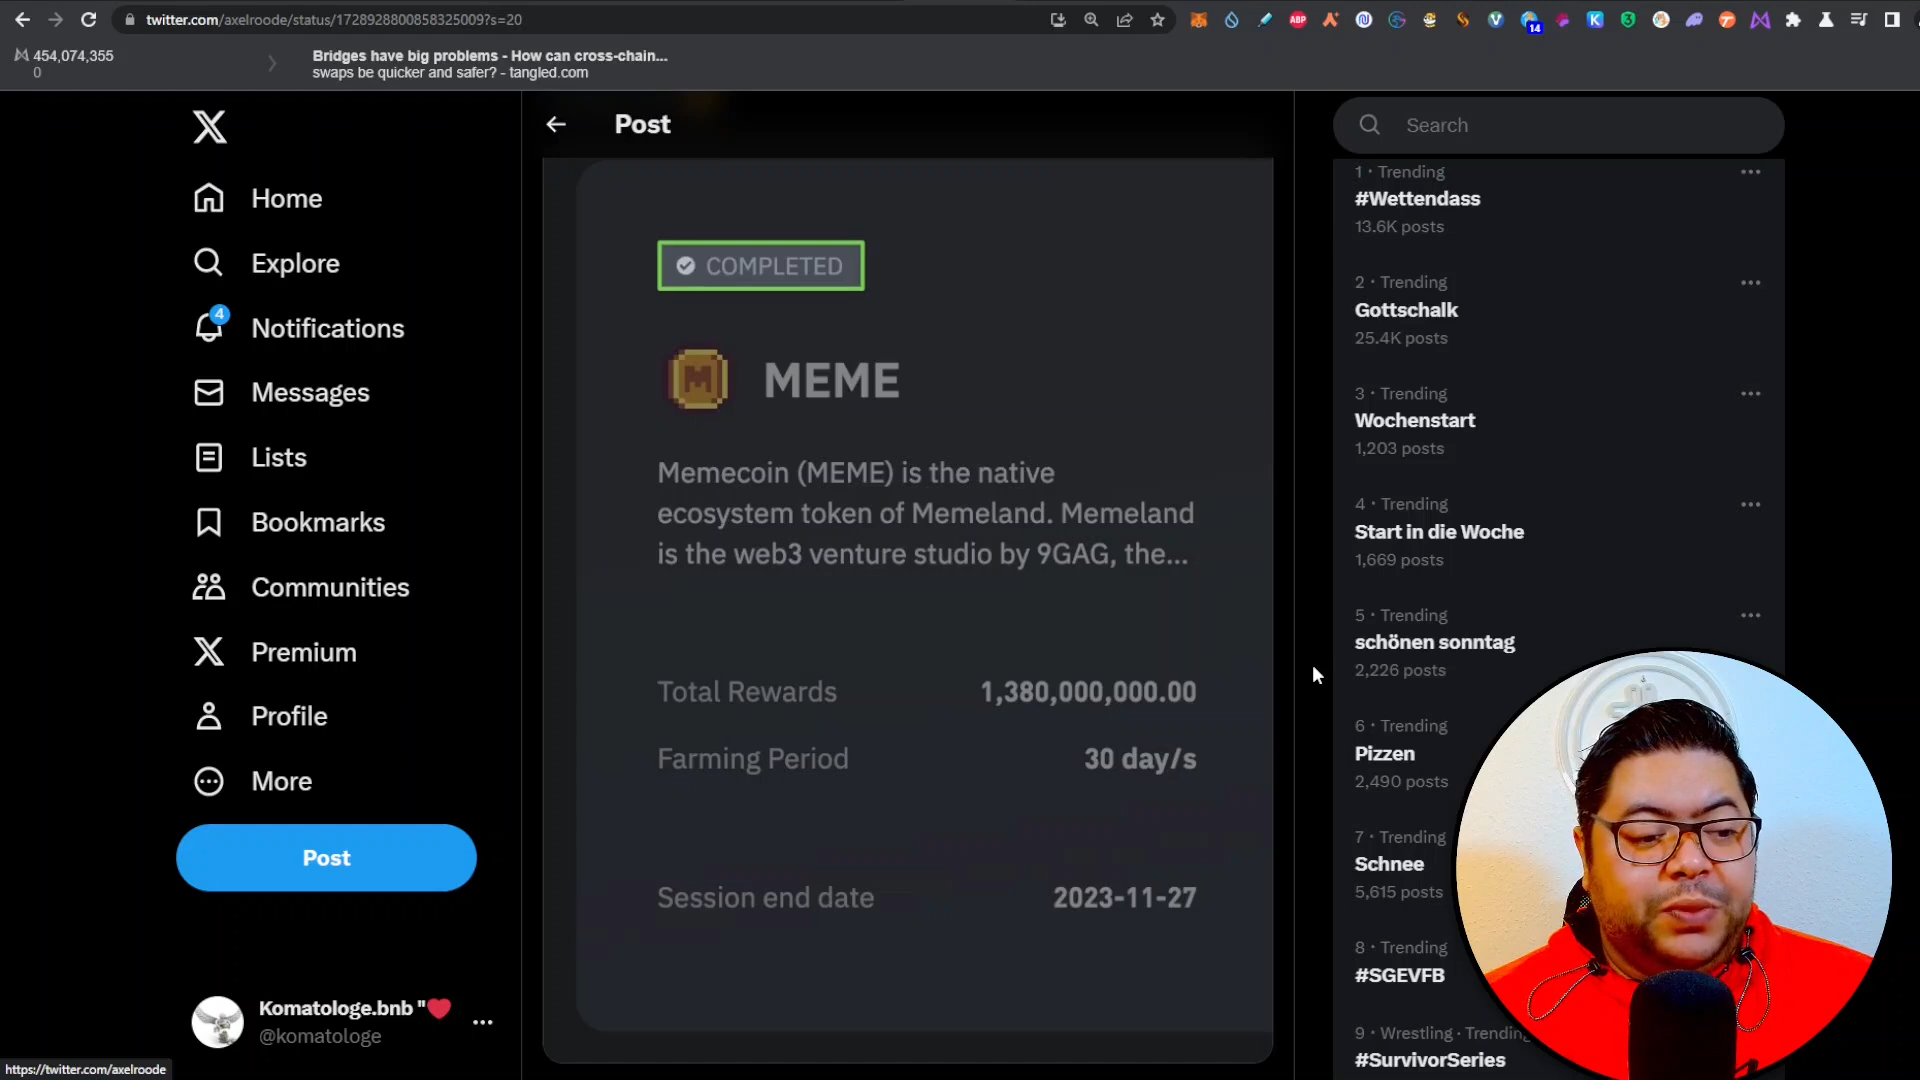 twitter.com/axelroode/status/1728928800858325009?s=20
ABP
14
454,074,355
0
Bridges have big problems - How can cross-chain...
swaps be quicker and safer? - tangled.com
Home
Explore
4
Notifications
Messages
Lists
Bookmarks
Communities
Premium
Profile
More
Post
Komatologe.bnb "❤️
@komatologe
https://twitter.com/axelroode
Post
COMPLETED
M
MEME
Memecoin (MEME) is the native
ecosystem token of Memeland. Memeland
is the web3 venture studio by 9GAG, the...
Total Rewards 1,380,000,000.00
Farming Period 30 day/s
Session end date 2023-11-27
Search
1 · Trending
#Wettendass
13.6K posts
2 · Trending
Gottschalk
25.4K posts
3 · Trending
Wochenstart
1,203 posts
4 · Trending
Start in die Woche
1,669 posts
5 · Trending
schönen sonntag
2,226 posts
6 · Trending
Pizzen
2,490 posts
7 · Trending
Schnee
5,615 posts
8 · Trending
#SGEVFB
9 · Wrestling · Trending
#SurvivorSeries